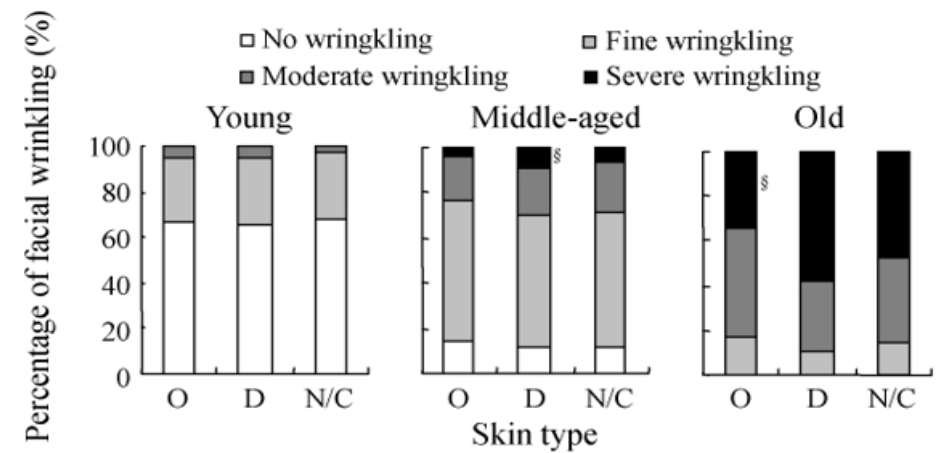 Percentage of facial wrinkling (%)
No wringkling
Fine wringkling
Moderate wringkling
Severe wringkling
Young
Middle-aged
Old
100
80
60
40
20
0
§
§
O D N/C
O D N/C
O D N/C
Skin type